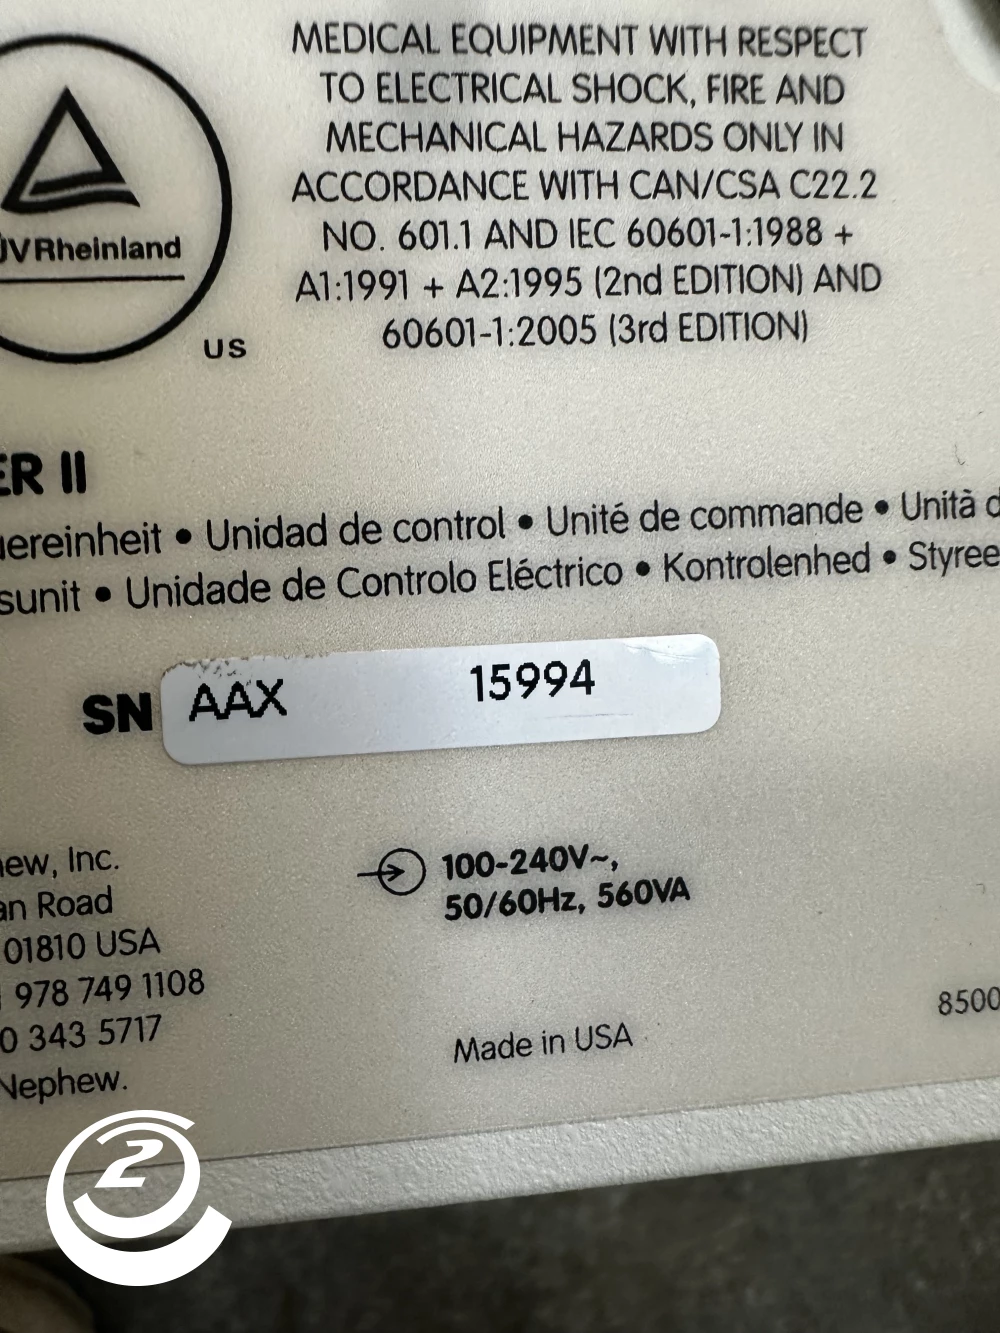 MEDICAL EQUIPMENT WITH RESPECT
TO ELECTRICAL SHOCK, FIRE AND
MECHANICAL HAZARDS ONLY IN
ACCORDANCE WITH CAN/CSA C22.2
NO. 601.1 AND IEC 60601-1:1988 +
A1:1991 + A2:1995 (2nd EDITION) AND
60601-1:2005 (3rd EDITION)
ÜVRheinland
US
ER II
uereinheit • Unidad de control • Unité de commande • Unità d
sunit • Unidade de Controlo Eléctrico • Kontrolenhed • Styree
SN AAX 15994
ew, Inc.
an Road
01810 USA
978 749 1108
0 343 5717
Nephew.
100-240V~,
50/60Hz, 560VA
Made in USA
8500
2